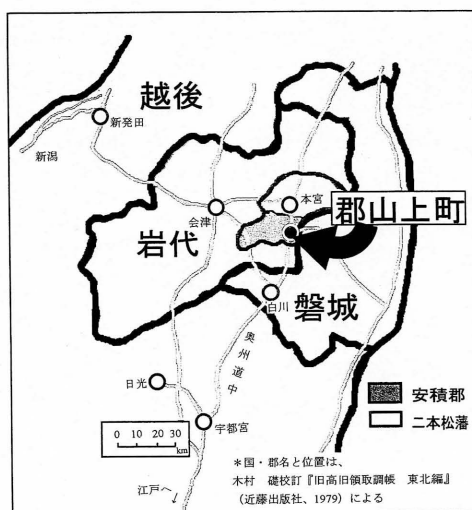 越後
新発田
新潟
本宮
会津
郡山上町
岩代
白川
磐城
奥州道中
日光
宇都宮
安積郡
二本松藩
0 10 20 30
km
江戸へ
*国・郡名と位置は、
木村 礎校訂『旧高旧領取調帳 東北編』
(近藤出版社、1979)による